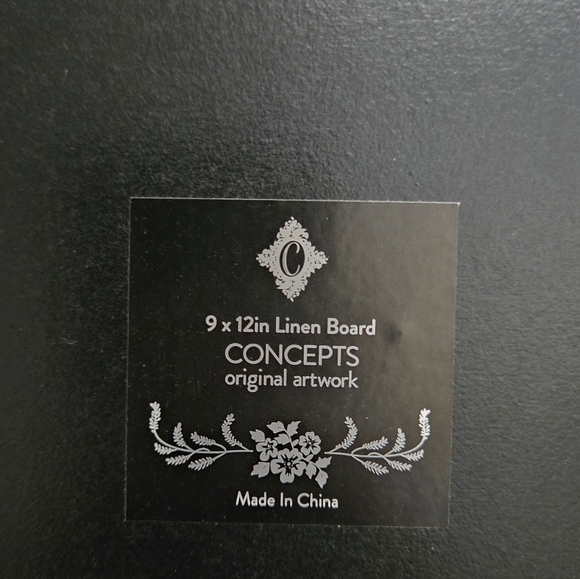 C
9 x 12in Linen Board
CONCEPTS
original artwork
Made In China